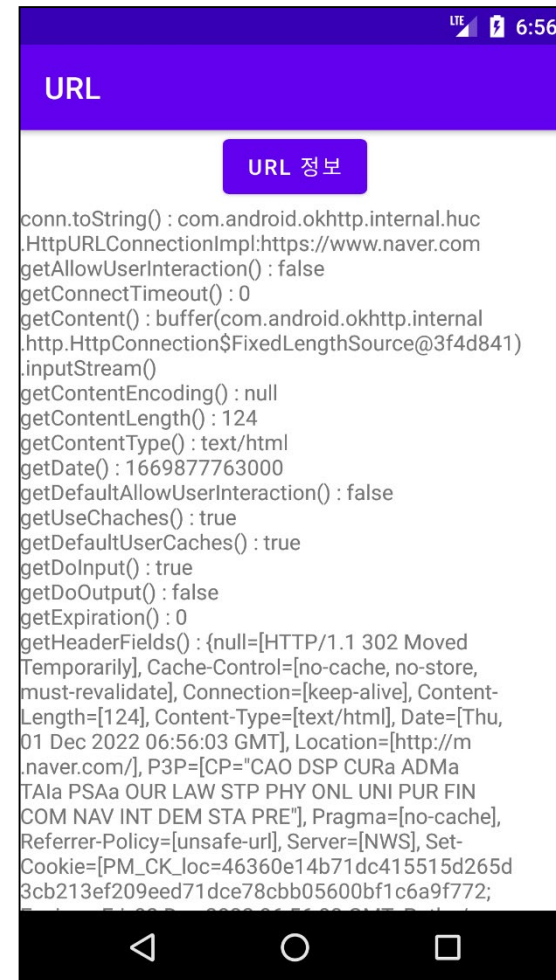 LTE 6:56
URL
URL 정보
conn.toString() : com.android.okhttp.internal.huc
.HttpURLConnectionImpl:https://www.naver.com
getAllowUserInteraction() : false
getConnectTimeout() : 0
getContent() : buffer(com.android.okhttp.internal
.http.HttpConnection$FixedLengthSource@3f4d841)
.inputStream()
getContentEncoding() : null
getContentLength() : 124
getContentType() : text/html
getDate() : 1669877763000
getDefaultAllowUserInteraction() : false
getUseChaches() : true
getDefaultUserCaches() : true
getDoInput() : true
getDoOutput() : false
getExpiration() : 0
getHeaderFields() : {null=[HTTP/1.1 302 Moved
Temporarily], Cache-Control=[no-cache, no-store,
must-revalidate], Connection=[keep-alive], Content-
Length=[124], Content-Type=[text/html], Date=[Thu,
01 Dec 2022 06:56:03 GMT], Location=[http://m
.naver.com/], P3P=[CP="CAO DSP CURa ADMa
TAIa PSAa OUR LAW STP PHY ONL UNI PUR FIN
COM NAV INT DEM STA PRE"], Pragma=[no-cache],
Referrer-Policy=[unsafe-url], Server=[NWS], Set-
Cookie=[PM_CK_loc=46360e14b71dc415515d265d
3cb213ef209eed71dce78cbb05600bf1c6a9f772;